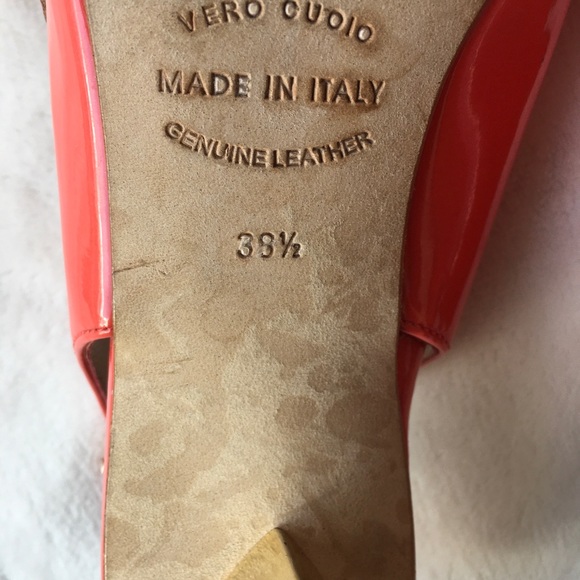 VERO CUOIO
MADE IN ITALY
GENUINE LEATHER
38½